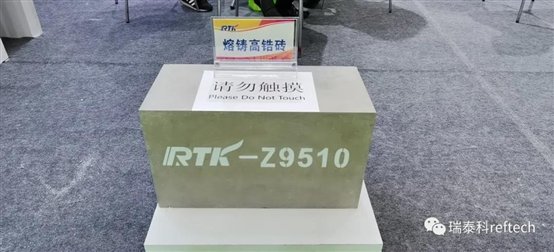 RTK
熔铸高锆砖
请勿触摸
Please Do Not Touch
RTK-Z9510
瑞泰科reftech